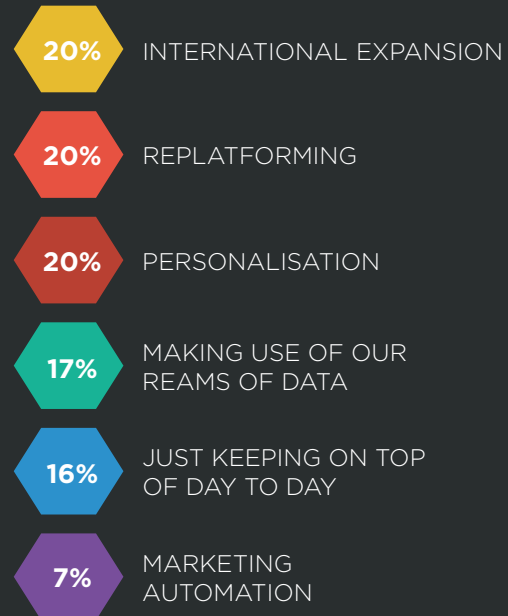 20% INTERNATIONAL EXPANSION
20% REPLATFORMING
20% PERSONALISATION
17% MAKING USE OF OUR
REAMS OF DATA
16% JUST KEEPING ON TOP
OF DAY TO DAY
7% MARKETING
AUTOMATION